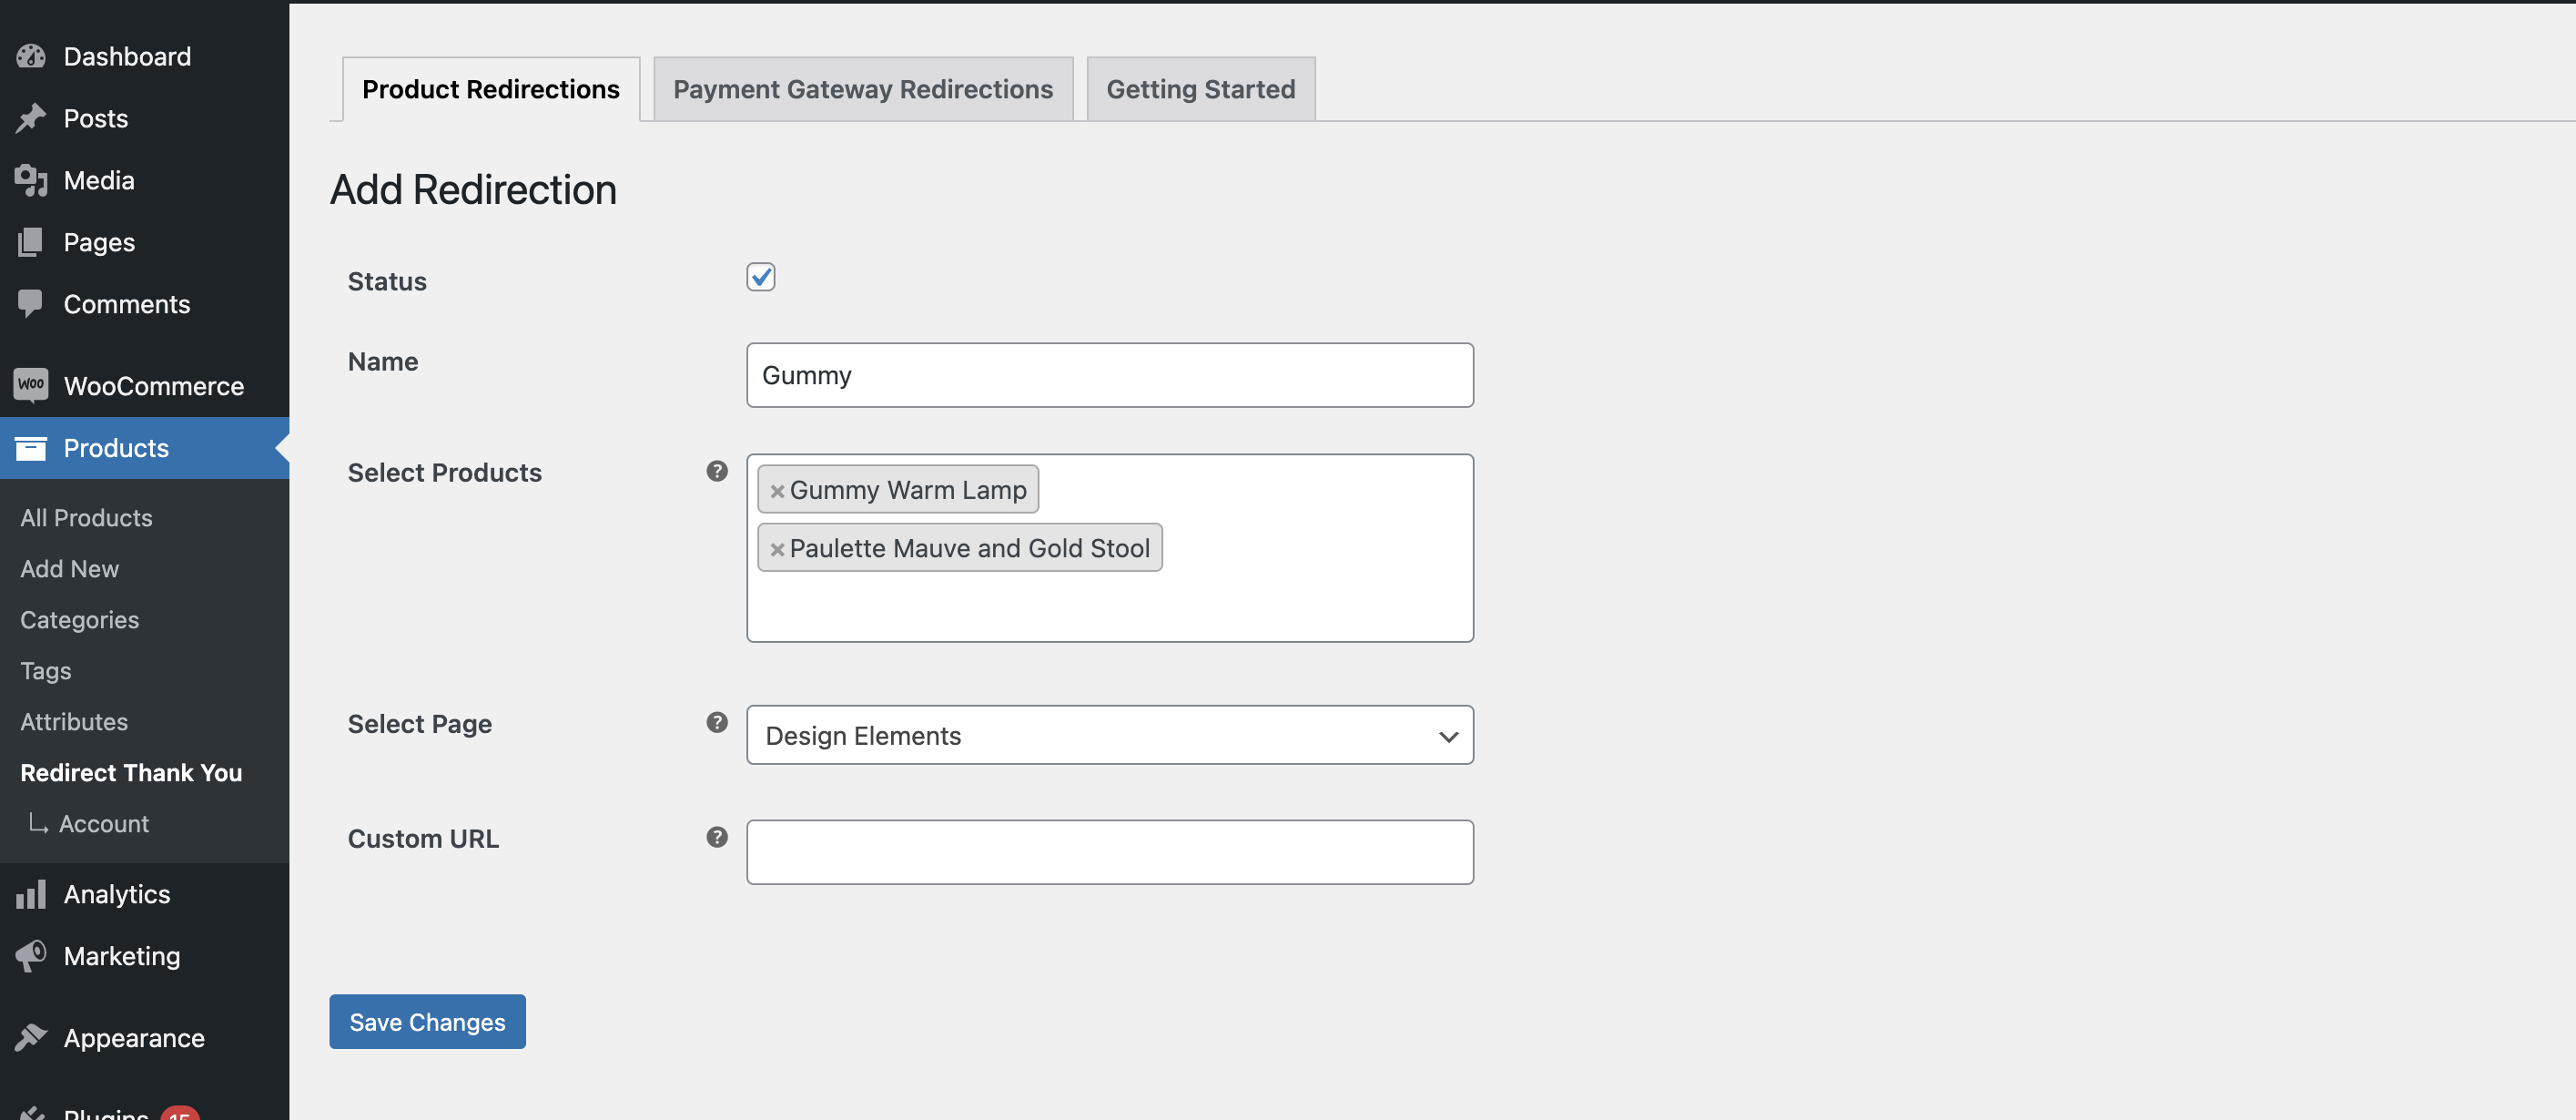 Dashboard
Posts
Media
Pages
Comments
WOO WooCommerce
Products
All Products
Add New
Categories
Tags
Attributes
Redirect Thank You
Account
Analytics
Marketing
Appearance
Plugins 15
Product Redirections
Payment Gateway Redirections
Getting Started
Add Redirection
Status
Name
Gummy
Select Products
?
×Gummy Warm Lamp
×Paulette Mauve and Gold Stool
Select Page
?
Design Elements
Custom URL
?
Save Changes